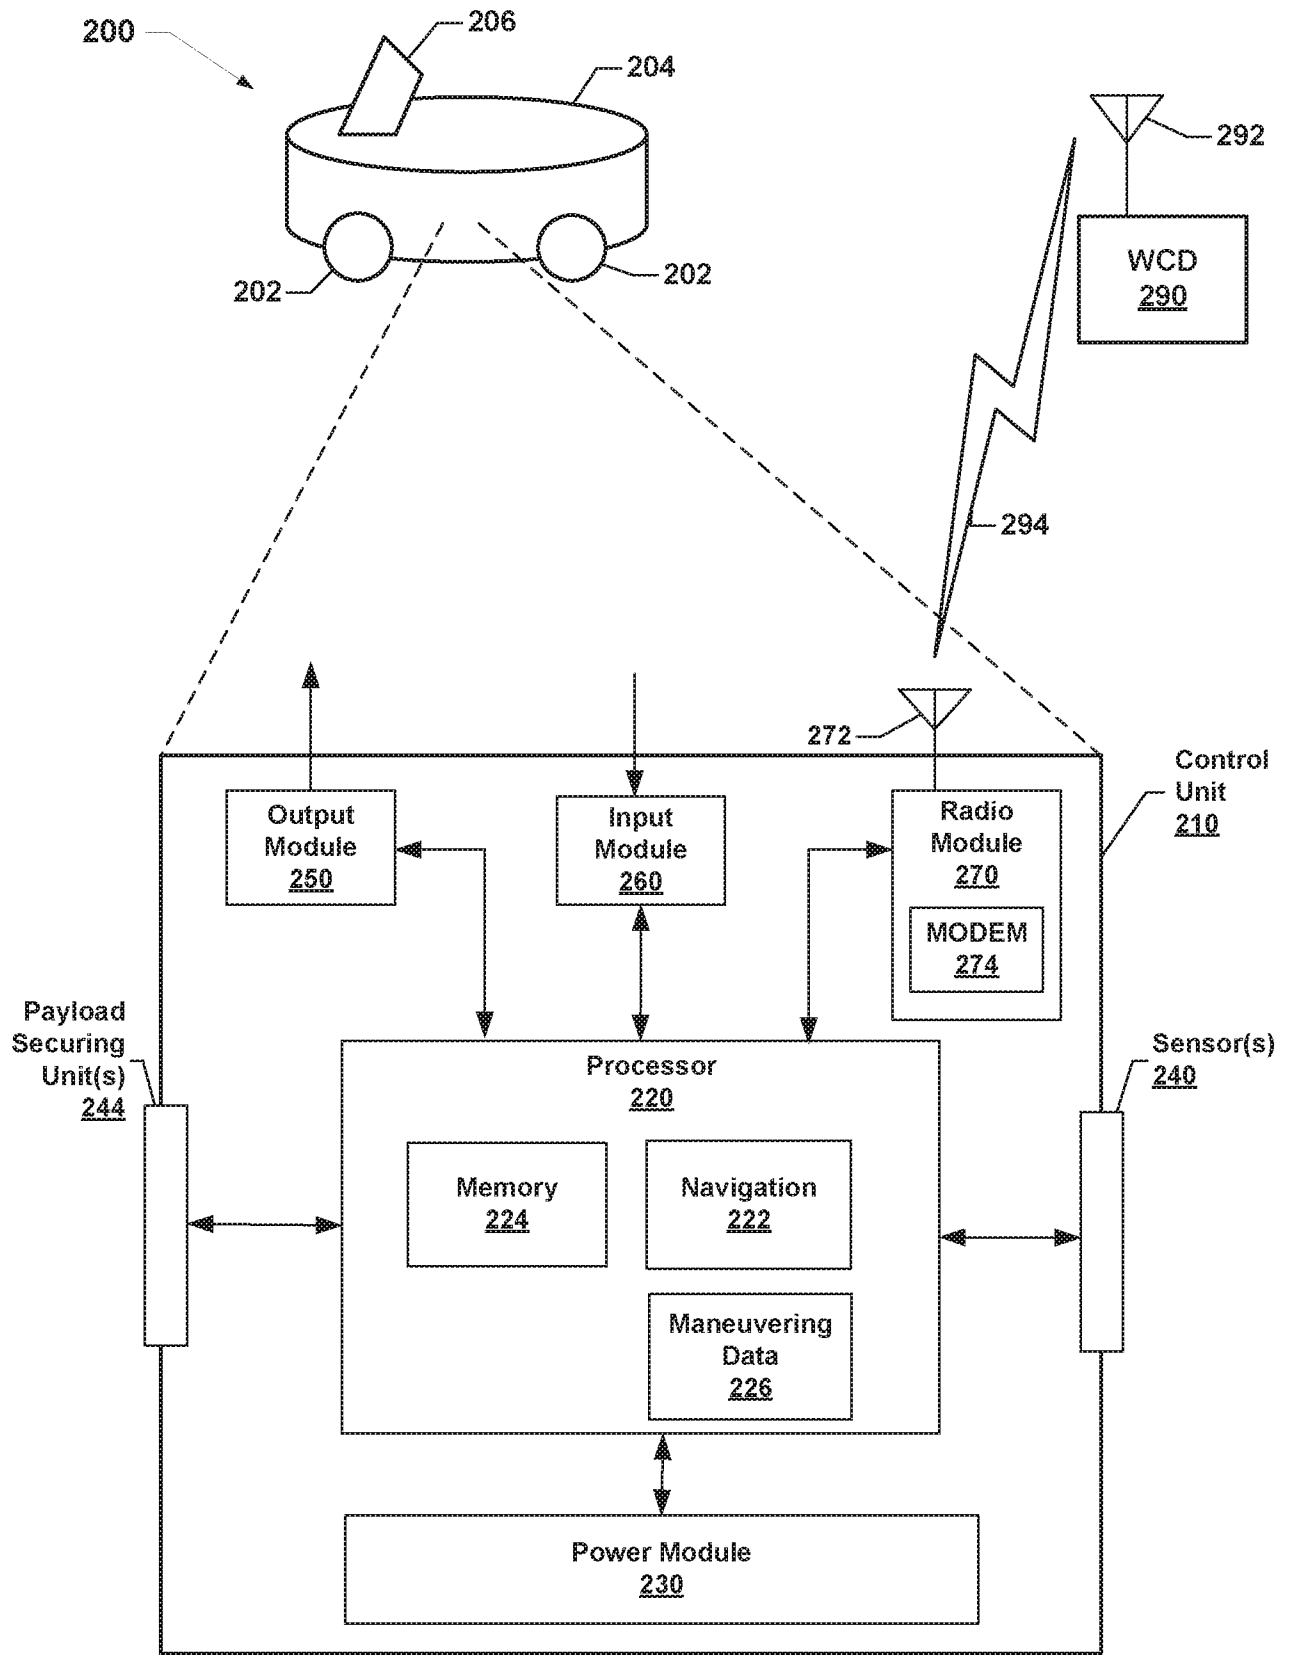 200
206
204
202
202
292
WCD
290
294
272
Control
Unit
210
Output
Module
250
Input
Module
260
Radio
Module
270
MODEM
274
Payload
Securing
Unit(s)
244
Processor
220
Sensor(s)
240
Memory
224
Navigation
222
Maneuvering
Data
226
Power Module
230